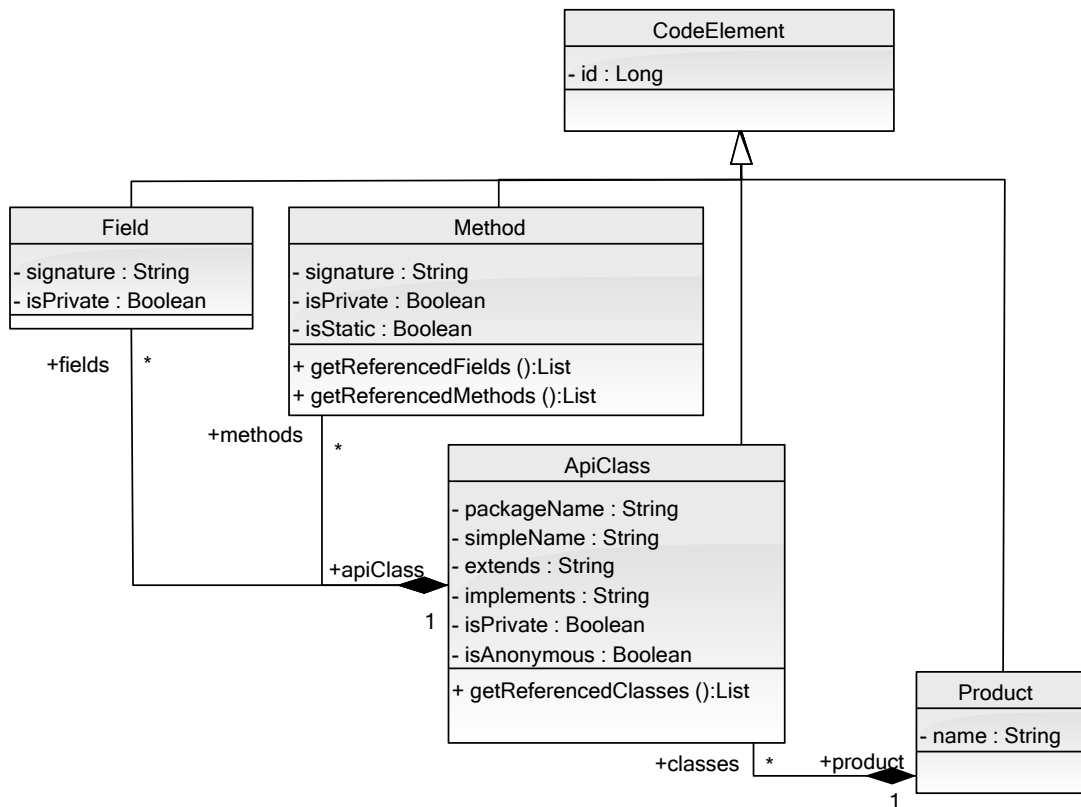 CodeElement
- id : Long
Field
- signature : String
- isPrivate : Boolean
Method
- signature : String
- isPrivate : Boolean
- isStatic : Boolean
+ getReferencedFields ():List
+ getReferencedMethods ():List
+fields
*
+methods
*
ApiClass
- packageName : String
- simpleName : String
- extends : String
- implements : String
- isPrivate : Boolean
- isAnonymous : Boolean
+ getReferencedClasses ():List
+apiClass
1
Product
- name : String
+classes
*
+product
1